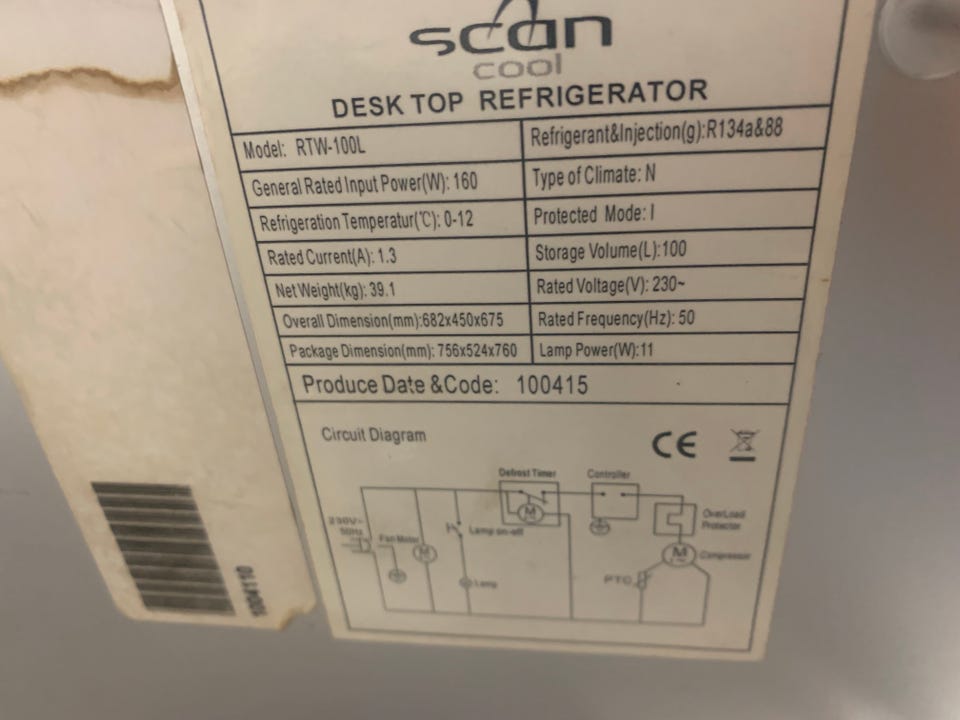 scan
cool
DESK TOP REFRIGERATOR
Model: RTW-100L
Refrigerant&Injection(g):R134a&88
General Rated Input Power(W): 160
Type of Climate: N
Refrigeration Temperatur(℃): 0-12
Protected Mode: I
Rated Current(A): 1.3
Storage Volume(L):100
Net Weight(kg): 39.1
Rated Voltage(V): 230~
Overall Dimension(mm):682x450x675
Rated Frequency(Hz): 50
Package Dimension(mm): 756x524x760
Lamp Power(W):11
Produce Date &Code: 100415
Circuit Diagram
CE
Defrost Timer
Controller
230V~
50Hz
Fan Motor
M
Lamp on-off
M
OverLoad
Protector
M
Compressor
Lamp
PTC